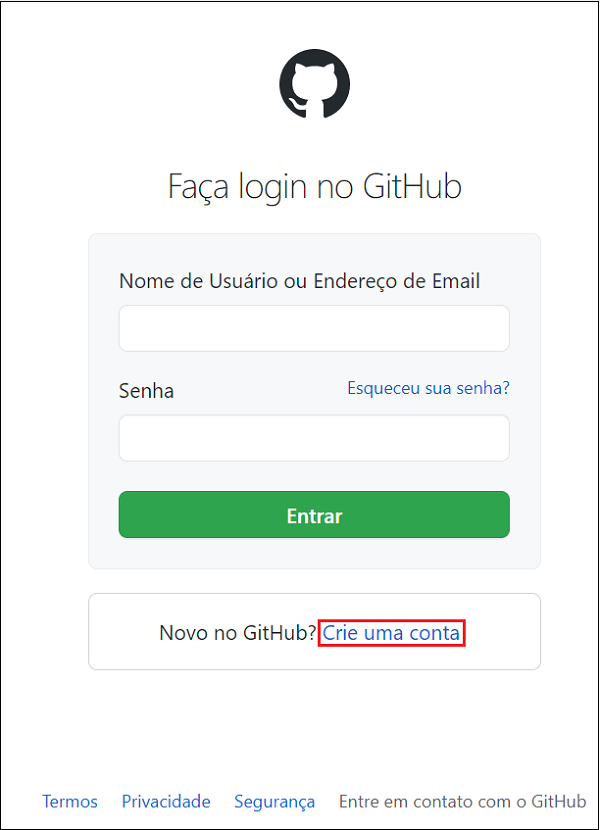 Faça login no GitHub
Nome de Usuário ou Endereço de Email
Senha Esqueceu sua senha?
Entrar
Novo no GitHub? Crie uma conta
Termos Privacidade Segurança Entre em contato com o GitHub